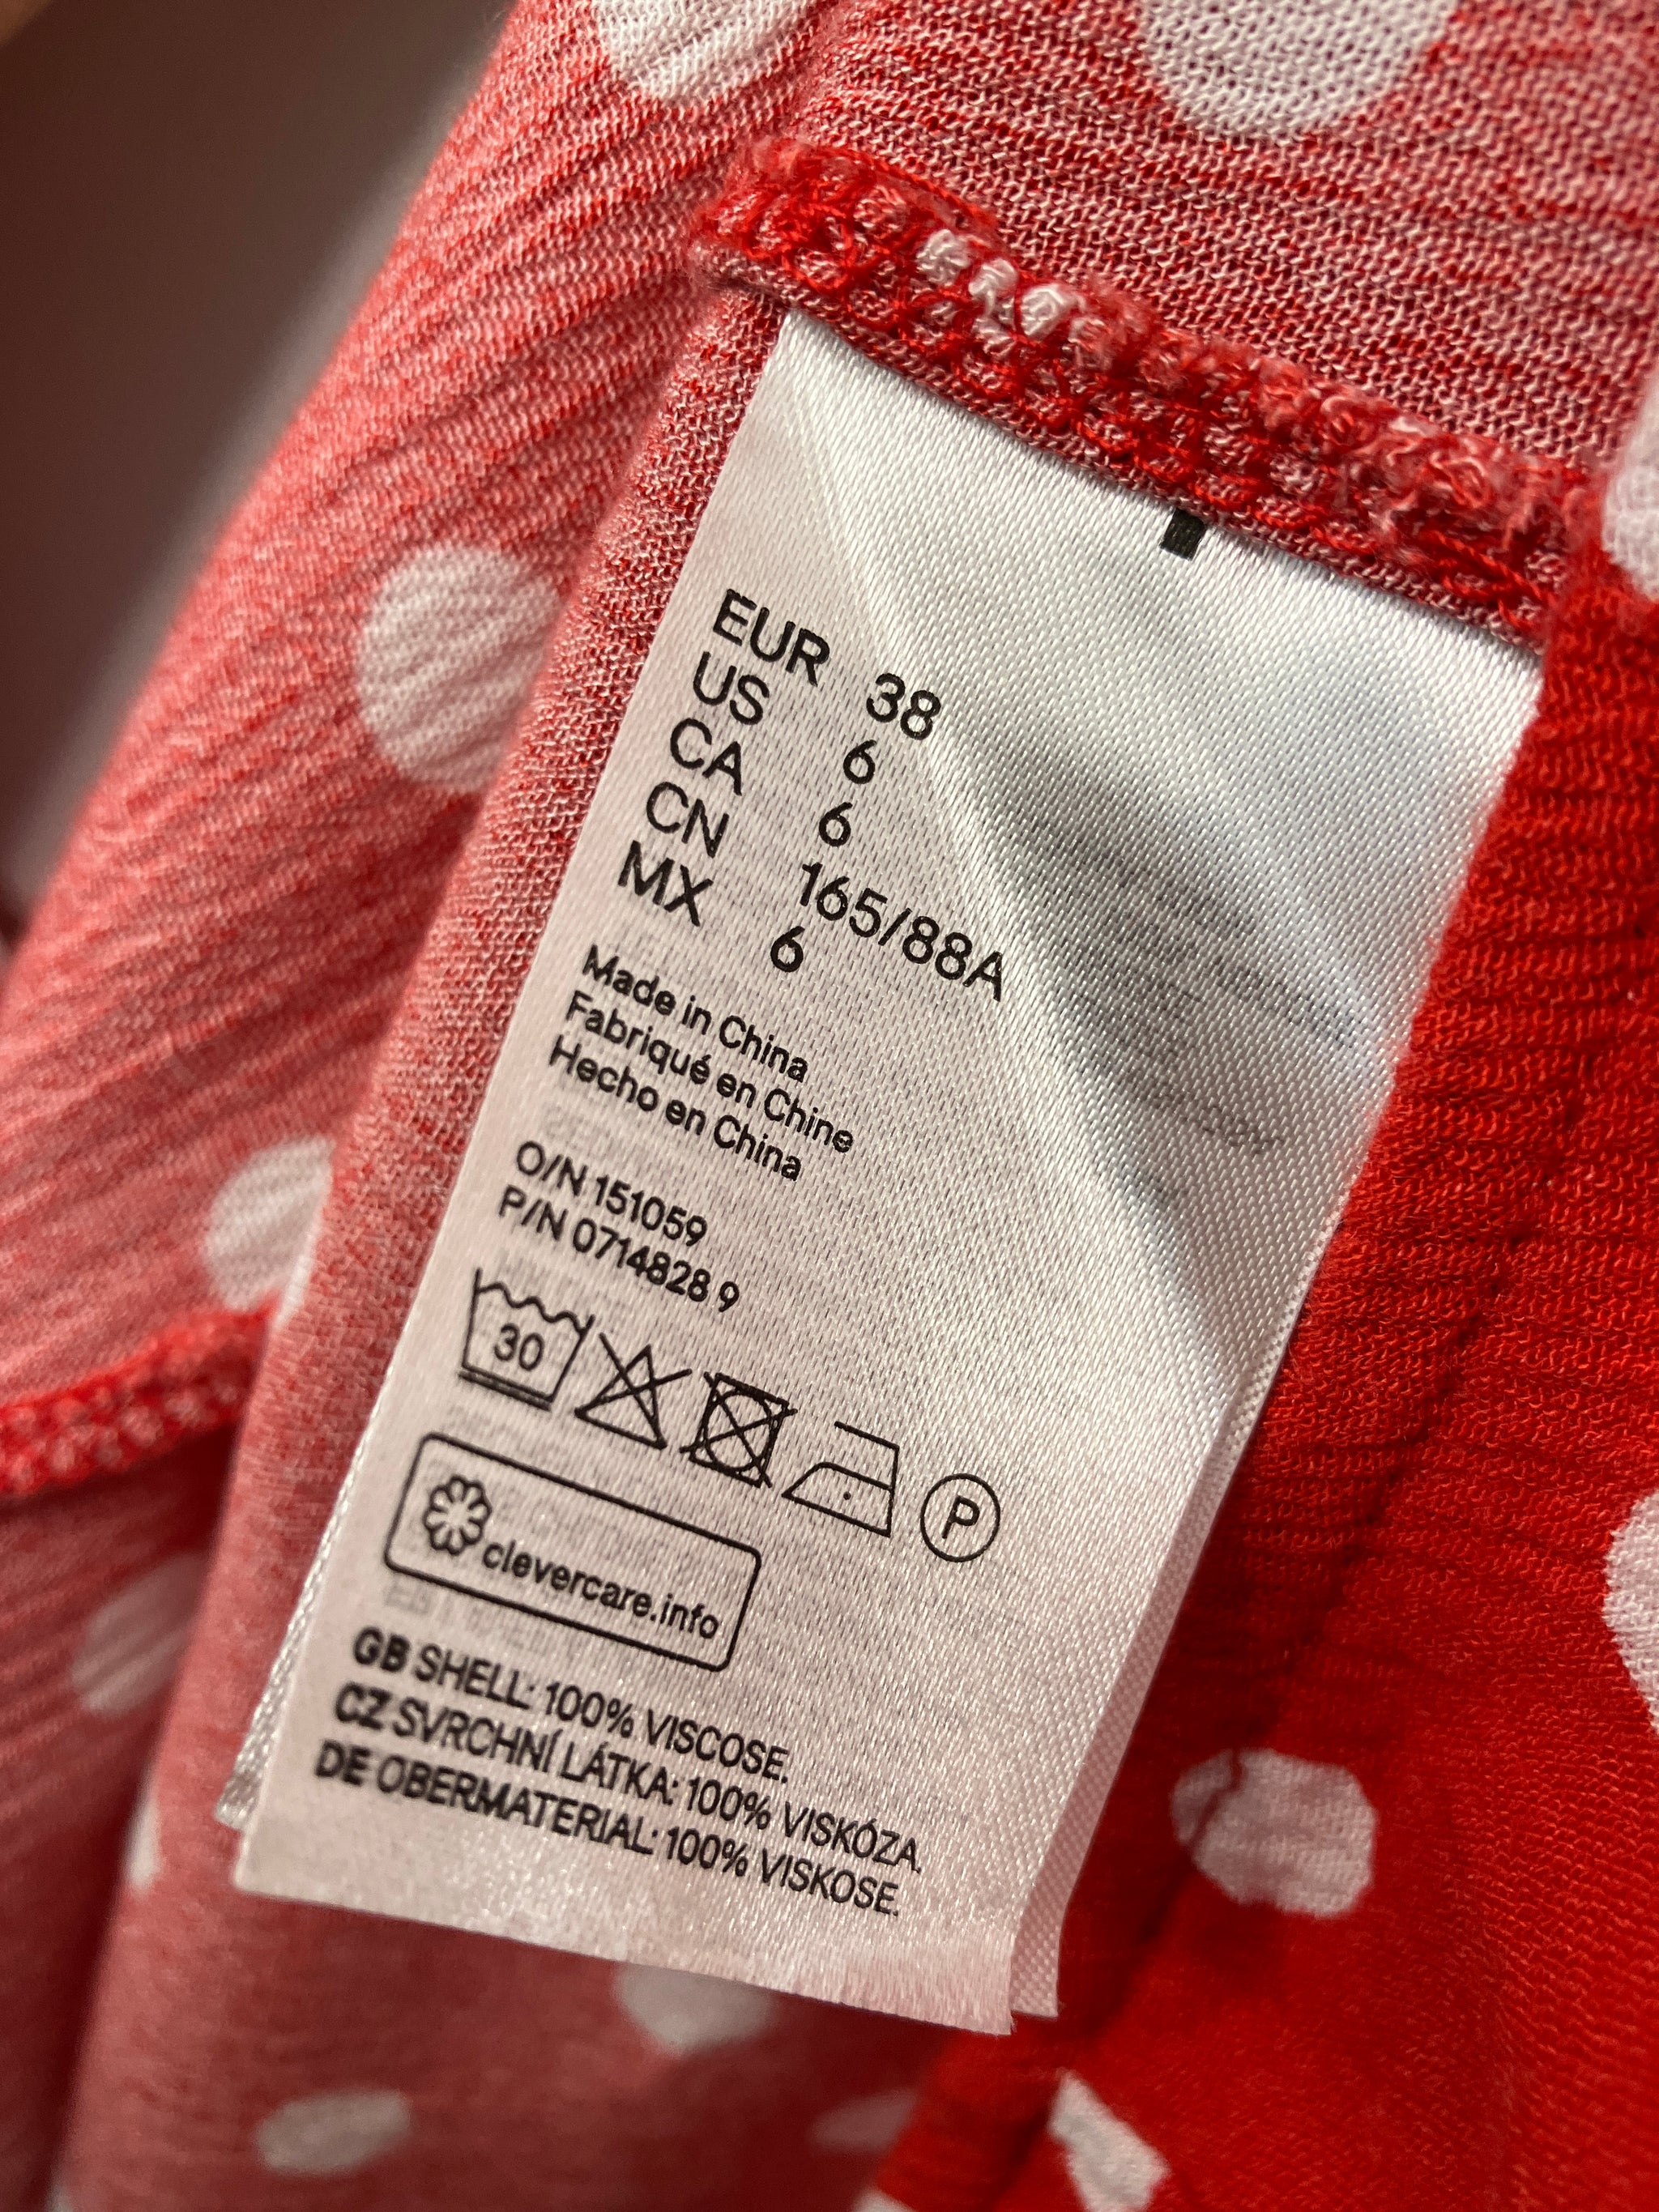 EUR 38
US 6
CA 6
CN 165/88A
MX 6
Made in China
Fabriqué en Chine
Hecho en China
O/N 151059
P/N 0714828 9
30
P
clevercare.info
GB SHELL: 100% VISCOSE.
CZ SVRCHNÍ LÁTKA: 100% VISKÓZA.
DE OBERMATERIAL: 100% VISKOSE.